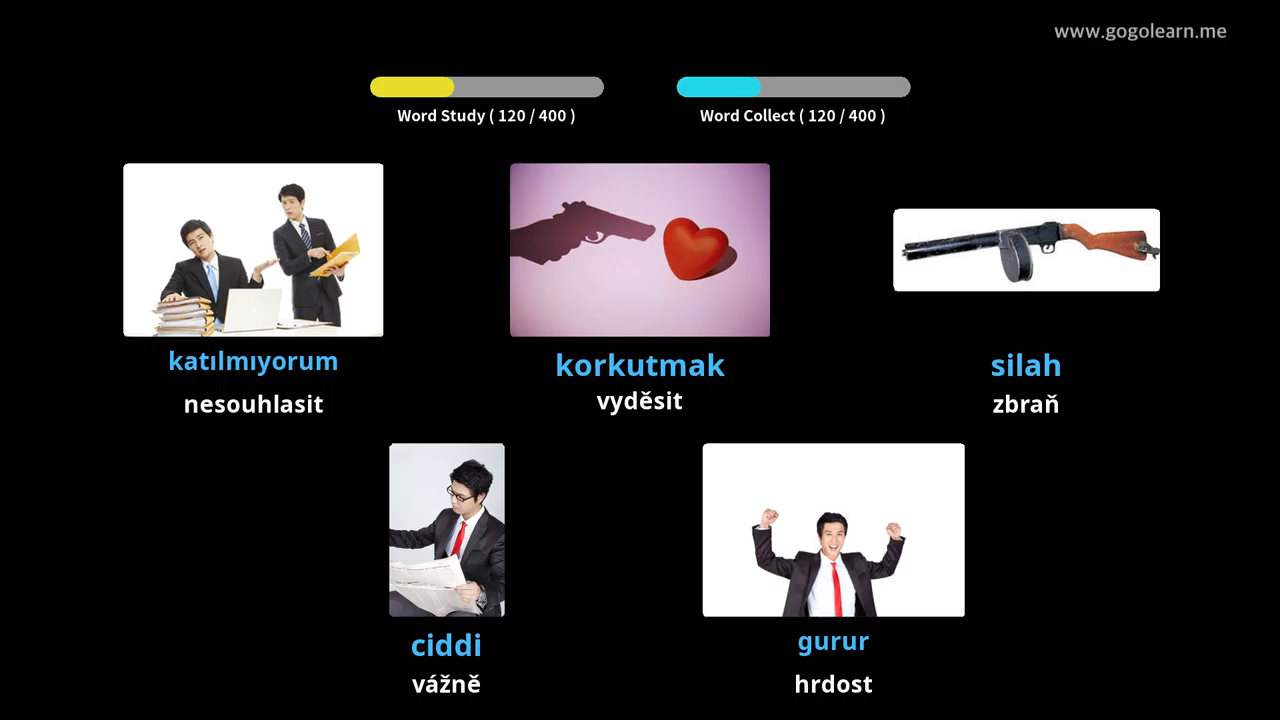 www.gogolearn.me
Word Study ( 120 / 400 )
Word Collect ( 120 / 400 )
katılmıyorum
nesouhlasit
korkutmak
vyděsit
silah
zbraň
ciddi
vážně
gurur
hrdost